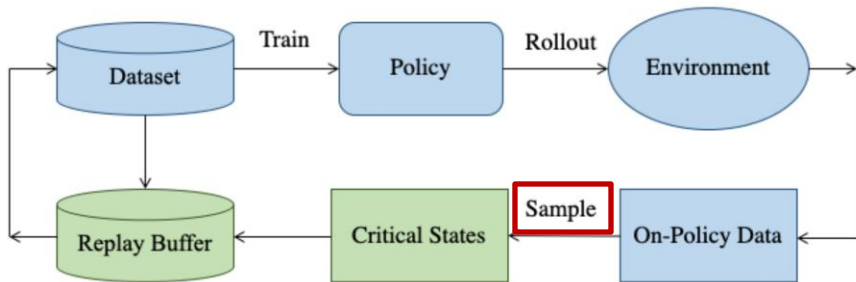 Train
Rollout
Dataset
Policy
Environment
Sample
Replay Buffer
Critical States
On-Policy Data